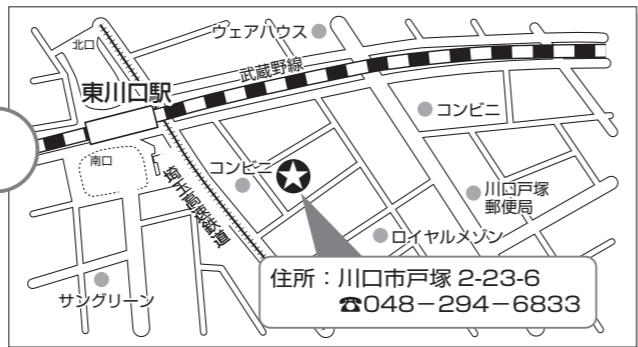 北口
ウェアハウス
武蔵野線
東川口駅
コンビニ
南口
コンビニ
埼玉高速鉄道
川口戸塚
郵便局
ロイヤルメゾン
サングリーン
住所：川口市戸塚 2-23-6
☎048－294－6833